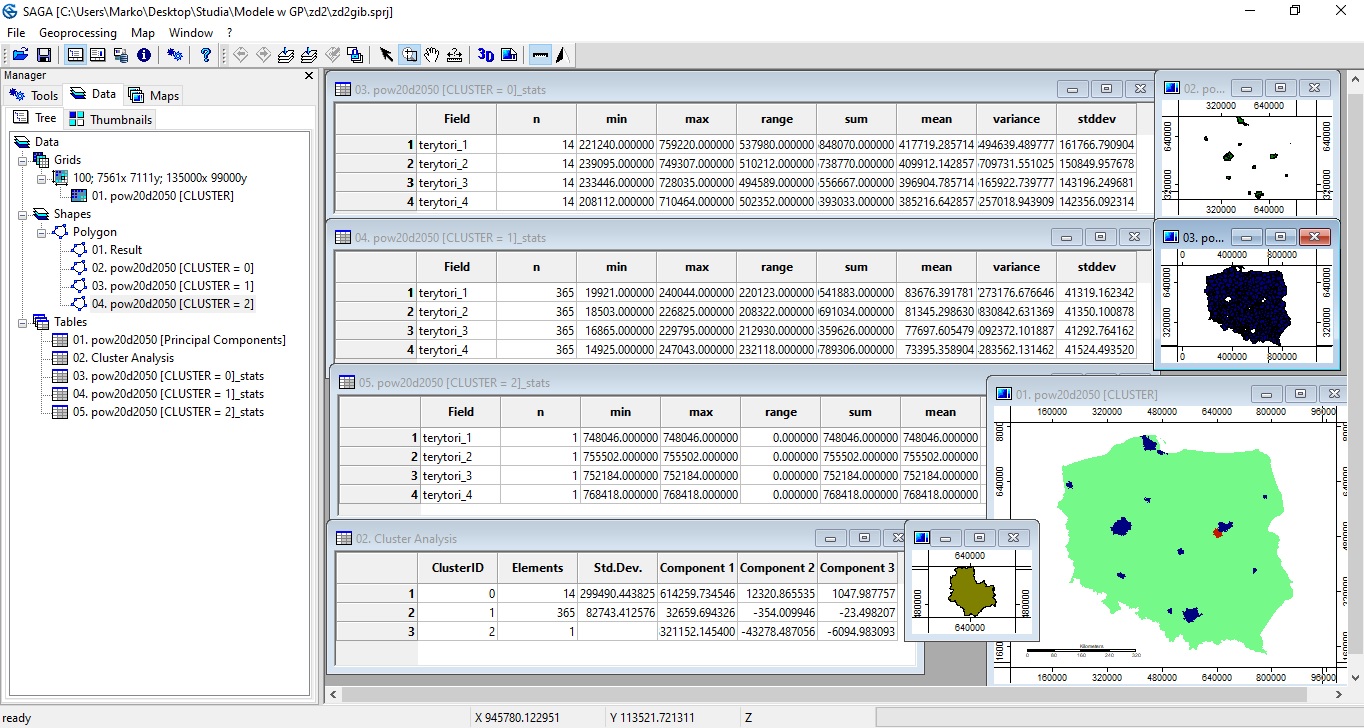 SAGA [C:\Users\Marko\Desktop\Studia\Modele w GP\zd2\zd2gib.sprj]
File Geoprocessing Map Window ?
3D
Manager
Tools Data Maps
Tree Thumbnails
Data
Grids
100; 7561x 7111y; 135000x 99000y
01. pow20d2050 [CLUSTER]
Shapes
Polygon
01. Result
02. pow20d2050 [CLUSTER = 0]
03. pow20d2050 [CLUSTER = 1]
04. pow20d2050 [CLUSTER = 2]
Tables
01. pow20d2050 [Principal Components]
02. Cluster Analysis
03. pow20d2050 [CLUSTER = 0]_stats
04. pow20d2050 [CLUSTER = 1]_stats
05. pow20d2050 [CLUSTER = 2]_stats
03. pow20d2050 [CLUSTER = 0]_stats
Field n min max range sum mean variance stddev
1 terytori_1 14 221240.000000 759220.000000 537980.000000 848070.000000 417719.285714 494639.489777 161766.790904
2 terytori_2 14 239095.000000 749307.000000 510212.000000 738770.000000 409912.142857 709731.551025 150849.957678
3 terytori_3 14 233446.000000 728035.000000 494589.000000 556667.000000 396904.785714 165922.739777 143196.249681
4 terytori_4 14 208112.000000 710464.000000 502352.000000 393033.000000 385216.642857 257018.943909 142356.092314
04. pow20d2050 [CLUSTER = 1]_stats
Field n min max range sum mean variance stddev
1 terytori_1 365 19921.000000 240044.000000 220123.000000 541883.000000 83676.391781 273176.676646 41319.162342
2 terytori_2 365 18503.000000 226825.000000 208322.000000 691034.000000 81345.298630 830842.631369 41350.100878
3 terytori_3 365 16865.000000 229795.000000 212930.000000 359626.000000 77697.605479 092372.101887 41292.764162
4 terytori_4 365 14925.000000 247043.000000 232118.000000 789306.000000 73395.358904 283562.131462 41524.493520
05. pow20d2050 [CLUSTER = 2]_stats
Field n min max range sum mean
1 terytori_1 1 748046.000000 748046.000000 0.000000 748046.000000 748046.000000
2 terytori_2 1 755502.000000 755502.000000 0.000000 755502.000000 755502.000000
3 terytori_3 1 752184.000000 752184.000000 0.000000 752184.000000 752184.000000
4 terytori_4 1 768418.000000 768418.000000 0.000000 768418.000000 768418.000000
02. Cluster Analysis
ClusterID Elements Std.Dev. Component 1 Component 2 Component 3
1 0 14 299490.443825 614259.734546 12320.865535 1047.987757
2 1 365 82743.412576 32659.694326 -354.009946 -23.498207
3 2 1 321152.145400 -43278.487056 -6094.983093
02. po...
320000 640000
640000
320000
320000
320000 640000
03. po...
0 400000 800000
640000 640000
320000 320000
0 400000 800000
640000
480000 480000
640000
01. pow20d2050 [CLUSTER]
160000 320000 480000 640000 800000 96000
8000
640000
480000
320000
1600
Kilometers
0 80 160 240 320
160000 320000 480000 640000 800000 96000
ready X 945780.122951 Y 113521.721311 Z